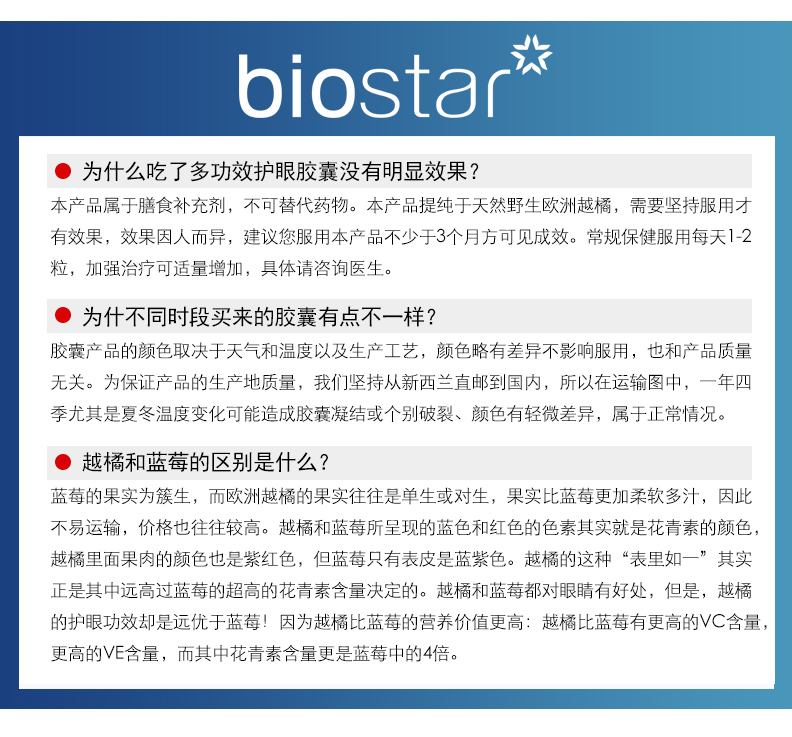 biostar
为什么吃了多功效护眼胶囊没有明显效果？
本产品属于膳食补充剂，不可替代药物。本产品提纯于天然野生欧洲越橘，需要坚持服用才
有效果，效果因人而异，建议您服用本产品不少于3个月方可见成效。常规保健服用每天1-2
粒，加强治疗可适量增加，具体请咨询医生。
为什不同时段买来的胶囊有点不一样？
胶囊产品的颜色取决于天气和温度以及生产工艺，颜色略有差异不影响服用，也和产品质量
无关。为保证产品的生产地质量，我们坚持从新西兰直邮到国内，所以在运输图中，一年四
季尤其是夏冬温度变化可能造成胶囊凝结或个别破裂、颜色有轻微差异，属于正常情况。
越橘和蓝莓的区别是什么？
蓝莓的果实为簇生，而欧洲越橘的果实往往是单生或对生，果实比蓝莓更加柔软多汁，因此
不易运输，价格也往往较高。越橘和蓝莓所呈现的蓝色和红色的色素其实就是花青素的颜色，
越橘里面果肉的颜色也是紫红色，但蓝莓只有表皮是蓝紫色。越橘的这种“表里如一”其实
正是其中远高过蓝莓的超高的花青素含量决定的。越橘和蓝莓都对眼睛有好处，但是，越橘
的护眼功效却是远优于蓝莓！因为越橘比蓝莓的营养价值更高：越橘比蓝莓有更高的VC含量，
更高的VE含量，而其中花青素含量更是蓝莓中的4倍。